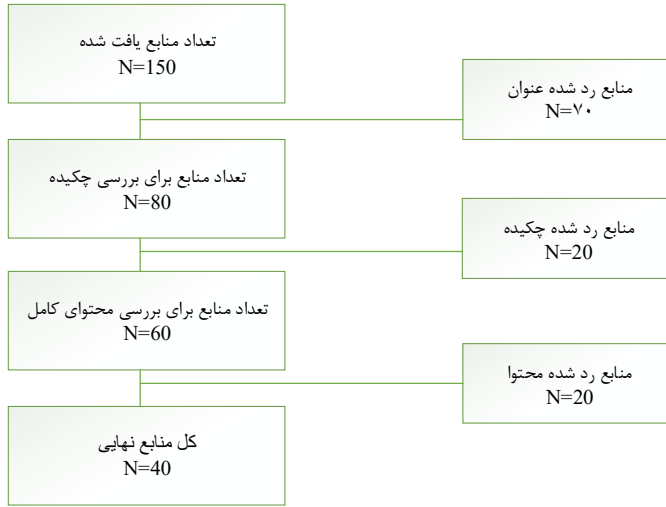 تعداد منابع یافت شده
N=150
منابع رد شده عنوان
N=۷۰
تعداد منابع برای بررسی چکیده
N=80
منابع رد شده چکیده
N=20
تعداد منابع برای بررسی محتوای کامل
N=60
منابع رد شده محتوا
N=20
کل منابع نهایی
N=40